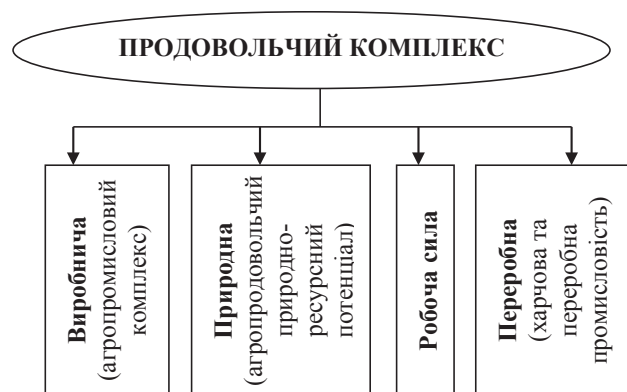 ПРОДОВОЛЬЧИЙ КОМПЛЕКС
Виробнича
(агропромисловий
комплекс)
Природна
(агропродовольчий
природно-
ресурсний
потенціал)
Робоча сила
Переробна
(харчова та
переробна
промисловість)